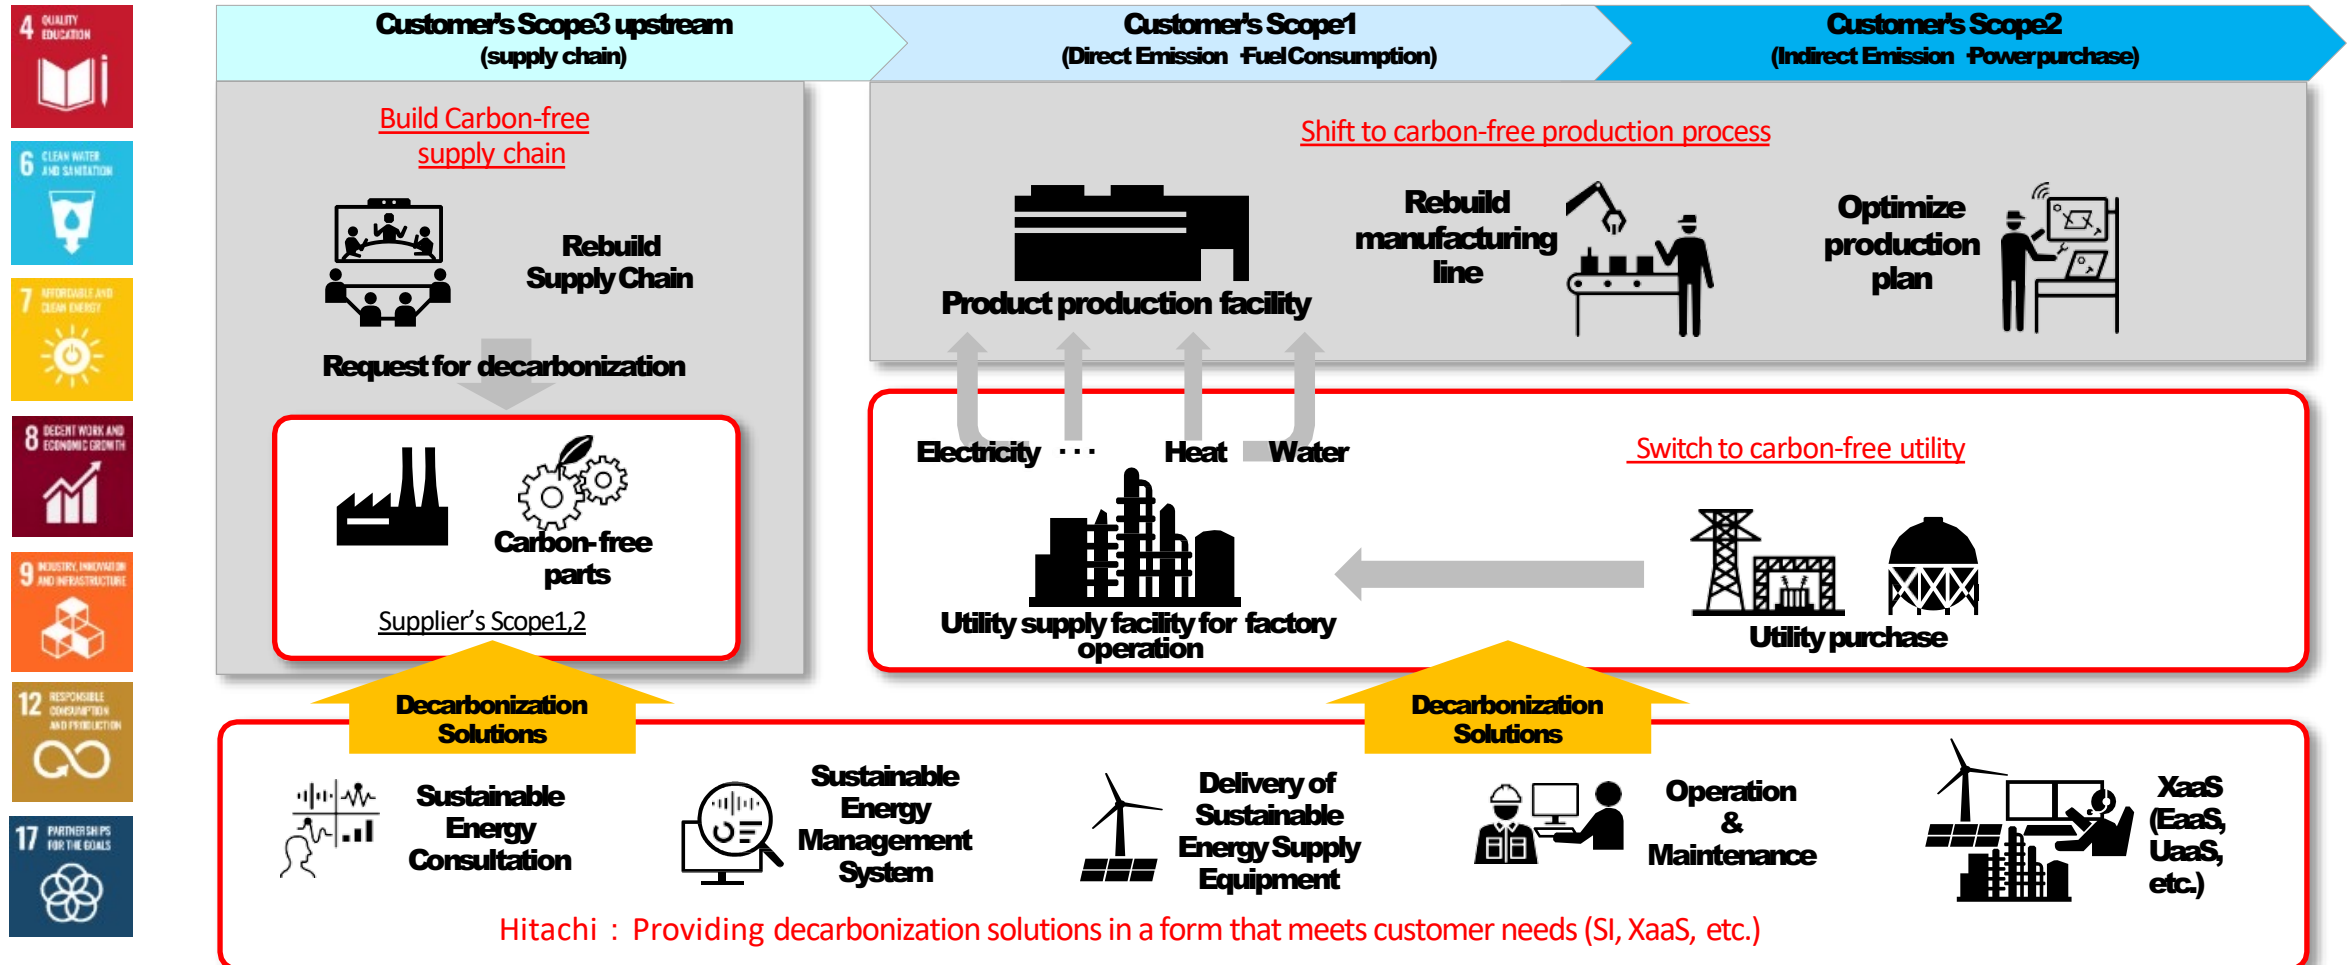 4 QUALITY
EDUCATION
6 CLEAN WATER
AND SANITATION
7 AFFORDABLE AND
CLEAN ENERGY
8 DECENT WORK AND
ECONOMIC GROWTH
9 INDUSTRY, INNOVATION
AND INFRASTRUCTURE
12 RESPONSIBLE
CONSUMPTION
AND PRODUCTION
17 PARTNERSHIPS
FOR THE GOALS
Customer's Scope3 upstream
(supply chain)
Customer's Scope1
(Direct Emission・Fuel Consumption)
Customer's Scope2
(Indirect Emission・Power purchase)
Build Carbon-free
supply chain
Rebuild
Supply Chain
Request for decarbonization
Carbon-free
parts
Supplier's Scope1,2
Shift to carbon-free production process
Product production facility
Rebuild
manufacturing
line
Optimize
production
plan
Electricity ··· Heat Water
Switch to carbon-free utility
Utility supply facility for factory
operation
Utility purchase
Decarbonization
Solutions
Decarbonization
Solutions
Sustainable
Energy
Consultation
Sustainable
Energy
Management
System
Delivery of
Sustainable
Energy Supply
Equipment
Operation
&
Maintenance
XaaS
(EaaS,
UaaS,
etc.)
Hitachi : Providing decarbonization solutions in a form that meets customer needs (SI, XaaS, etc.)